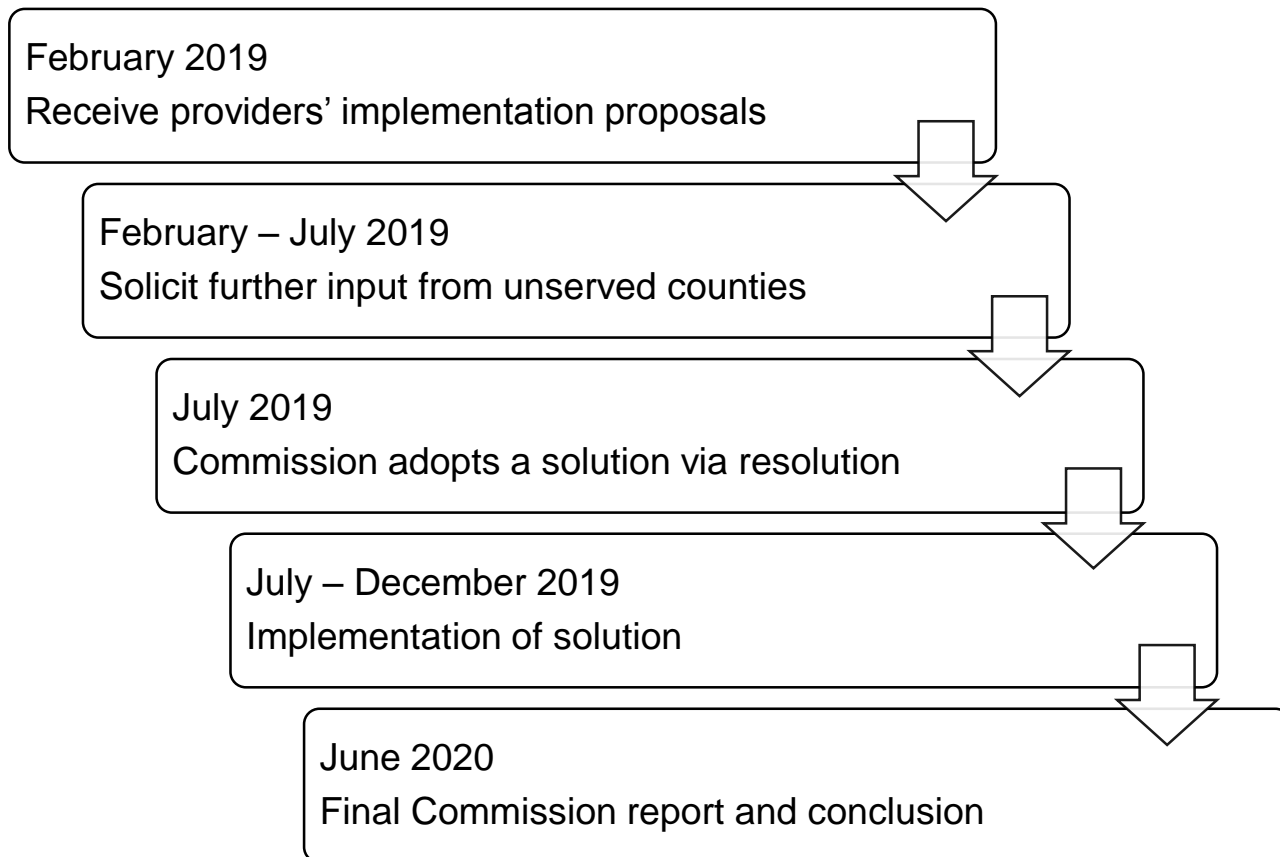 February 2019
Receive providers’ implementation proposals
February – July 2019
Solicit further input from unserved counties
July 2019
Commission adopts a solution via resolution
July – December 2019
Implementation of solution
June 2020
Final Commission report and conclusion